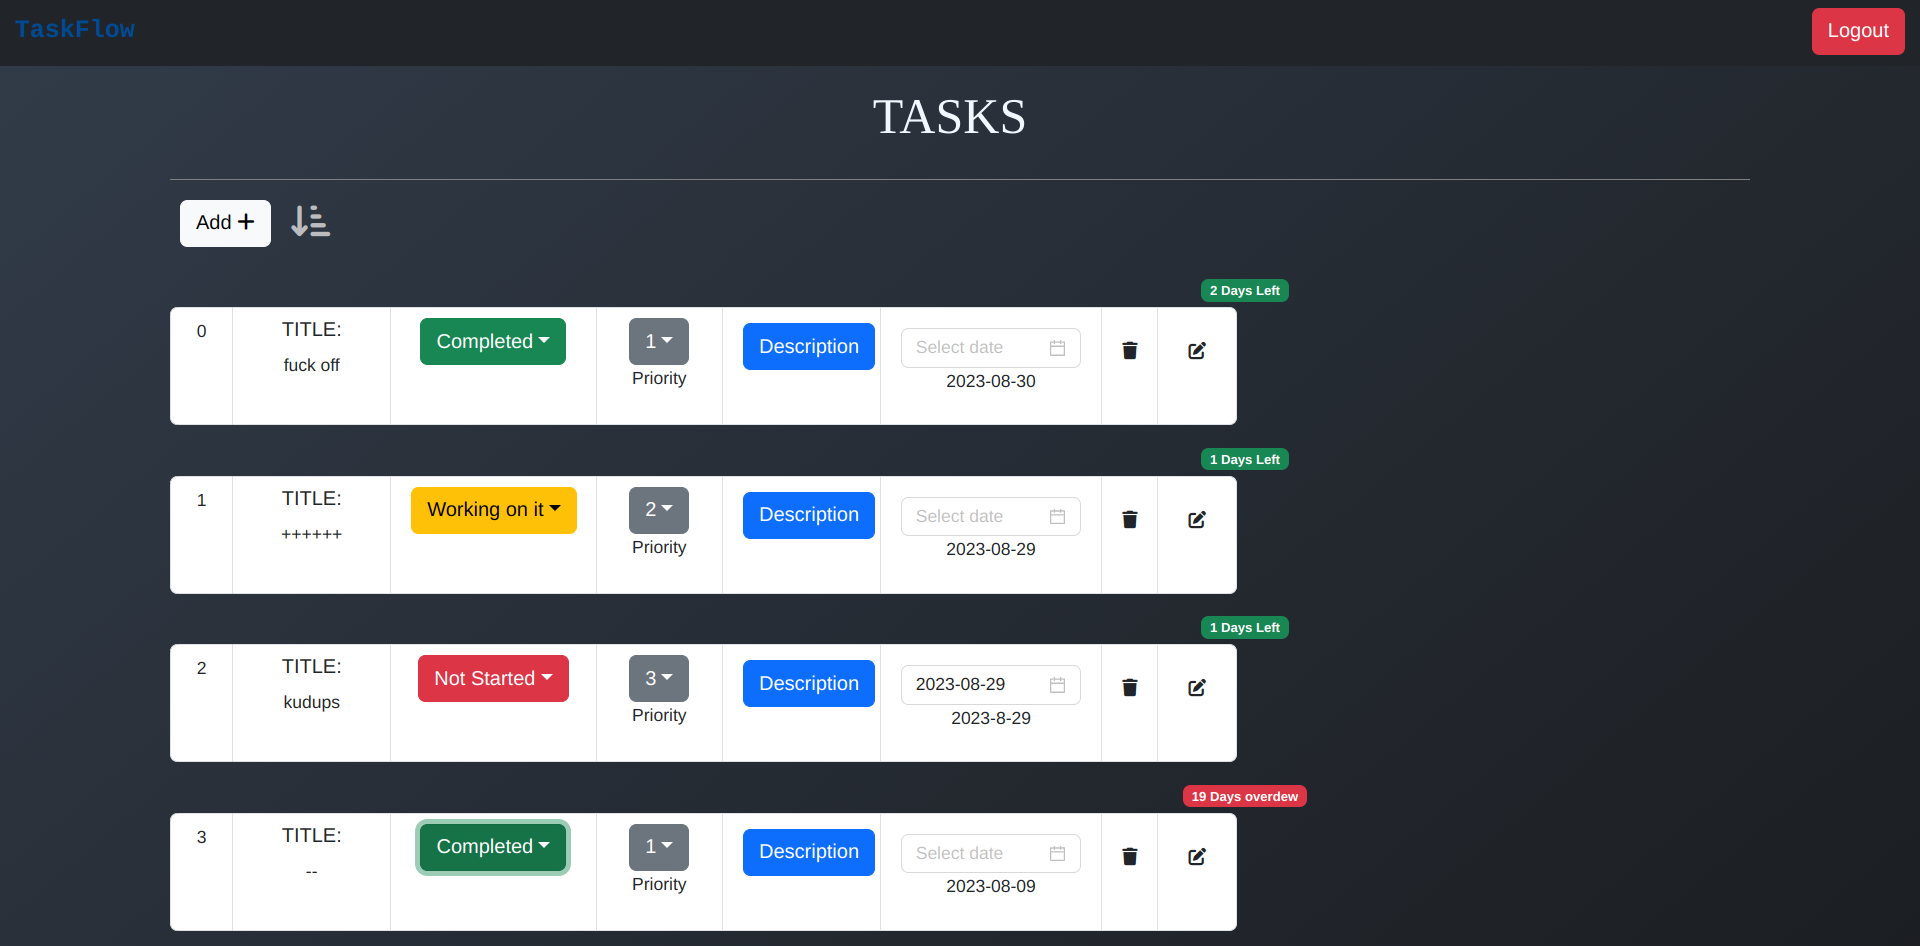 TaskFlow
Logout
TASKS
Add
2 Days Left
0
TITLE:
fuck off
Completed
1
Priority
Description
Select date
2023-08-30
1 Days Left
1
TITLE:
++++++
Working on it
2
Priority
Description
Select date
2023-08-29
1 Days Left
2
TITLE:
kudups
Not Started
3
Priority
Description
2023-08-29
2023-8-29
19 Days overdew
3
TITLE:
--
Completed
1
Priority
Description
Select date
2023-08-09